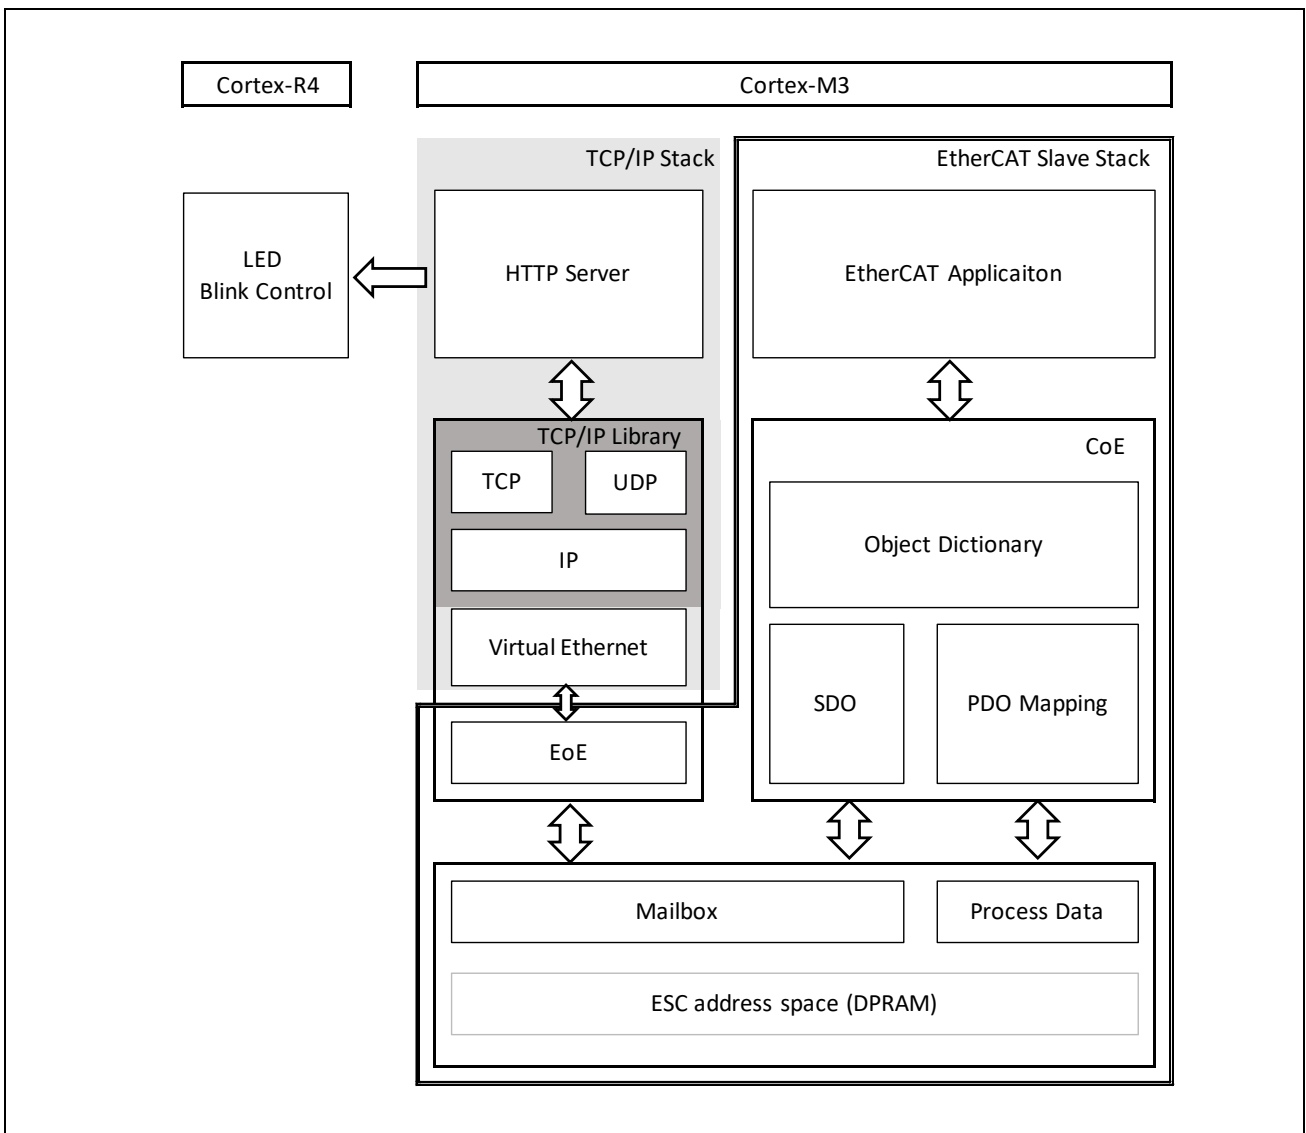 Cortex-R4
Cortex-M3
TCP/IP Stack
EtherCAT Slave Stack
LED
Blink Control
HTTP Server
EtherCAT Applicaiton
TCP/IP Library
CoE
TCP
UDP
Object Dictionary
IP
Virtual Ethernet
SDO
PDO Mapping
EoE
Mailbox
Process Data
ESC address space (DPRAM)